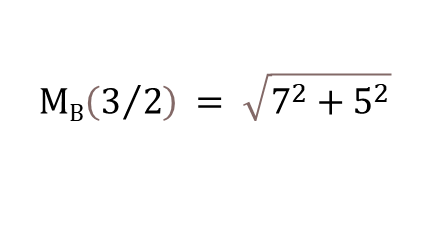 M_B(3/2) = √(7² + 5²)